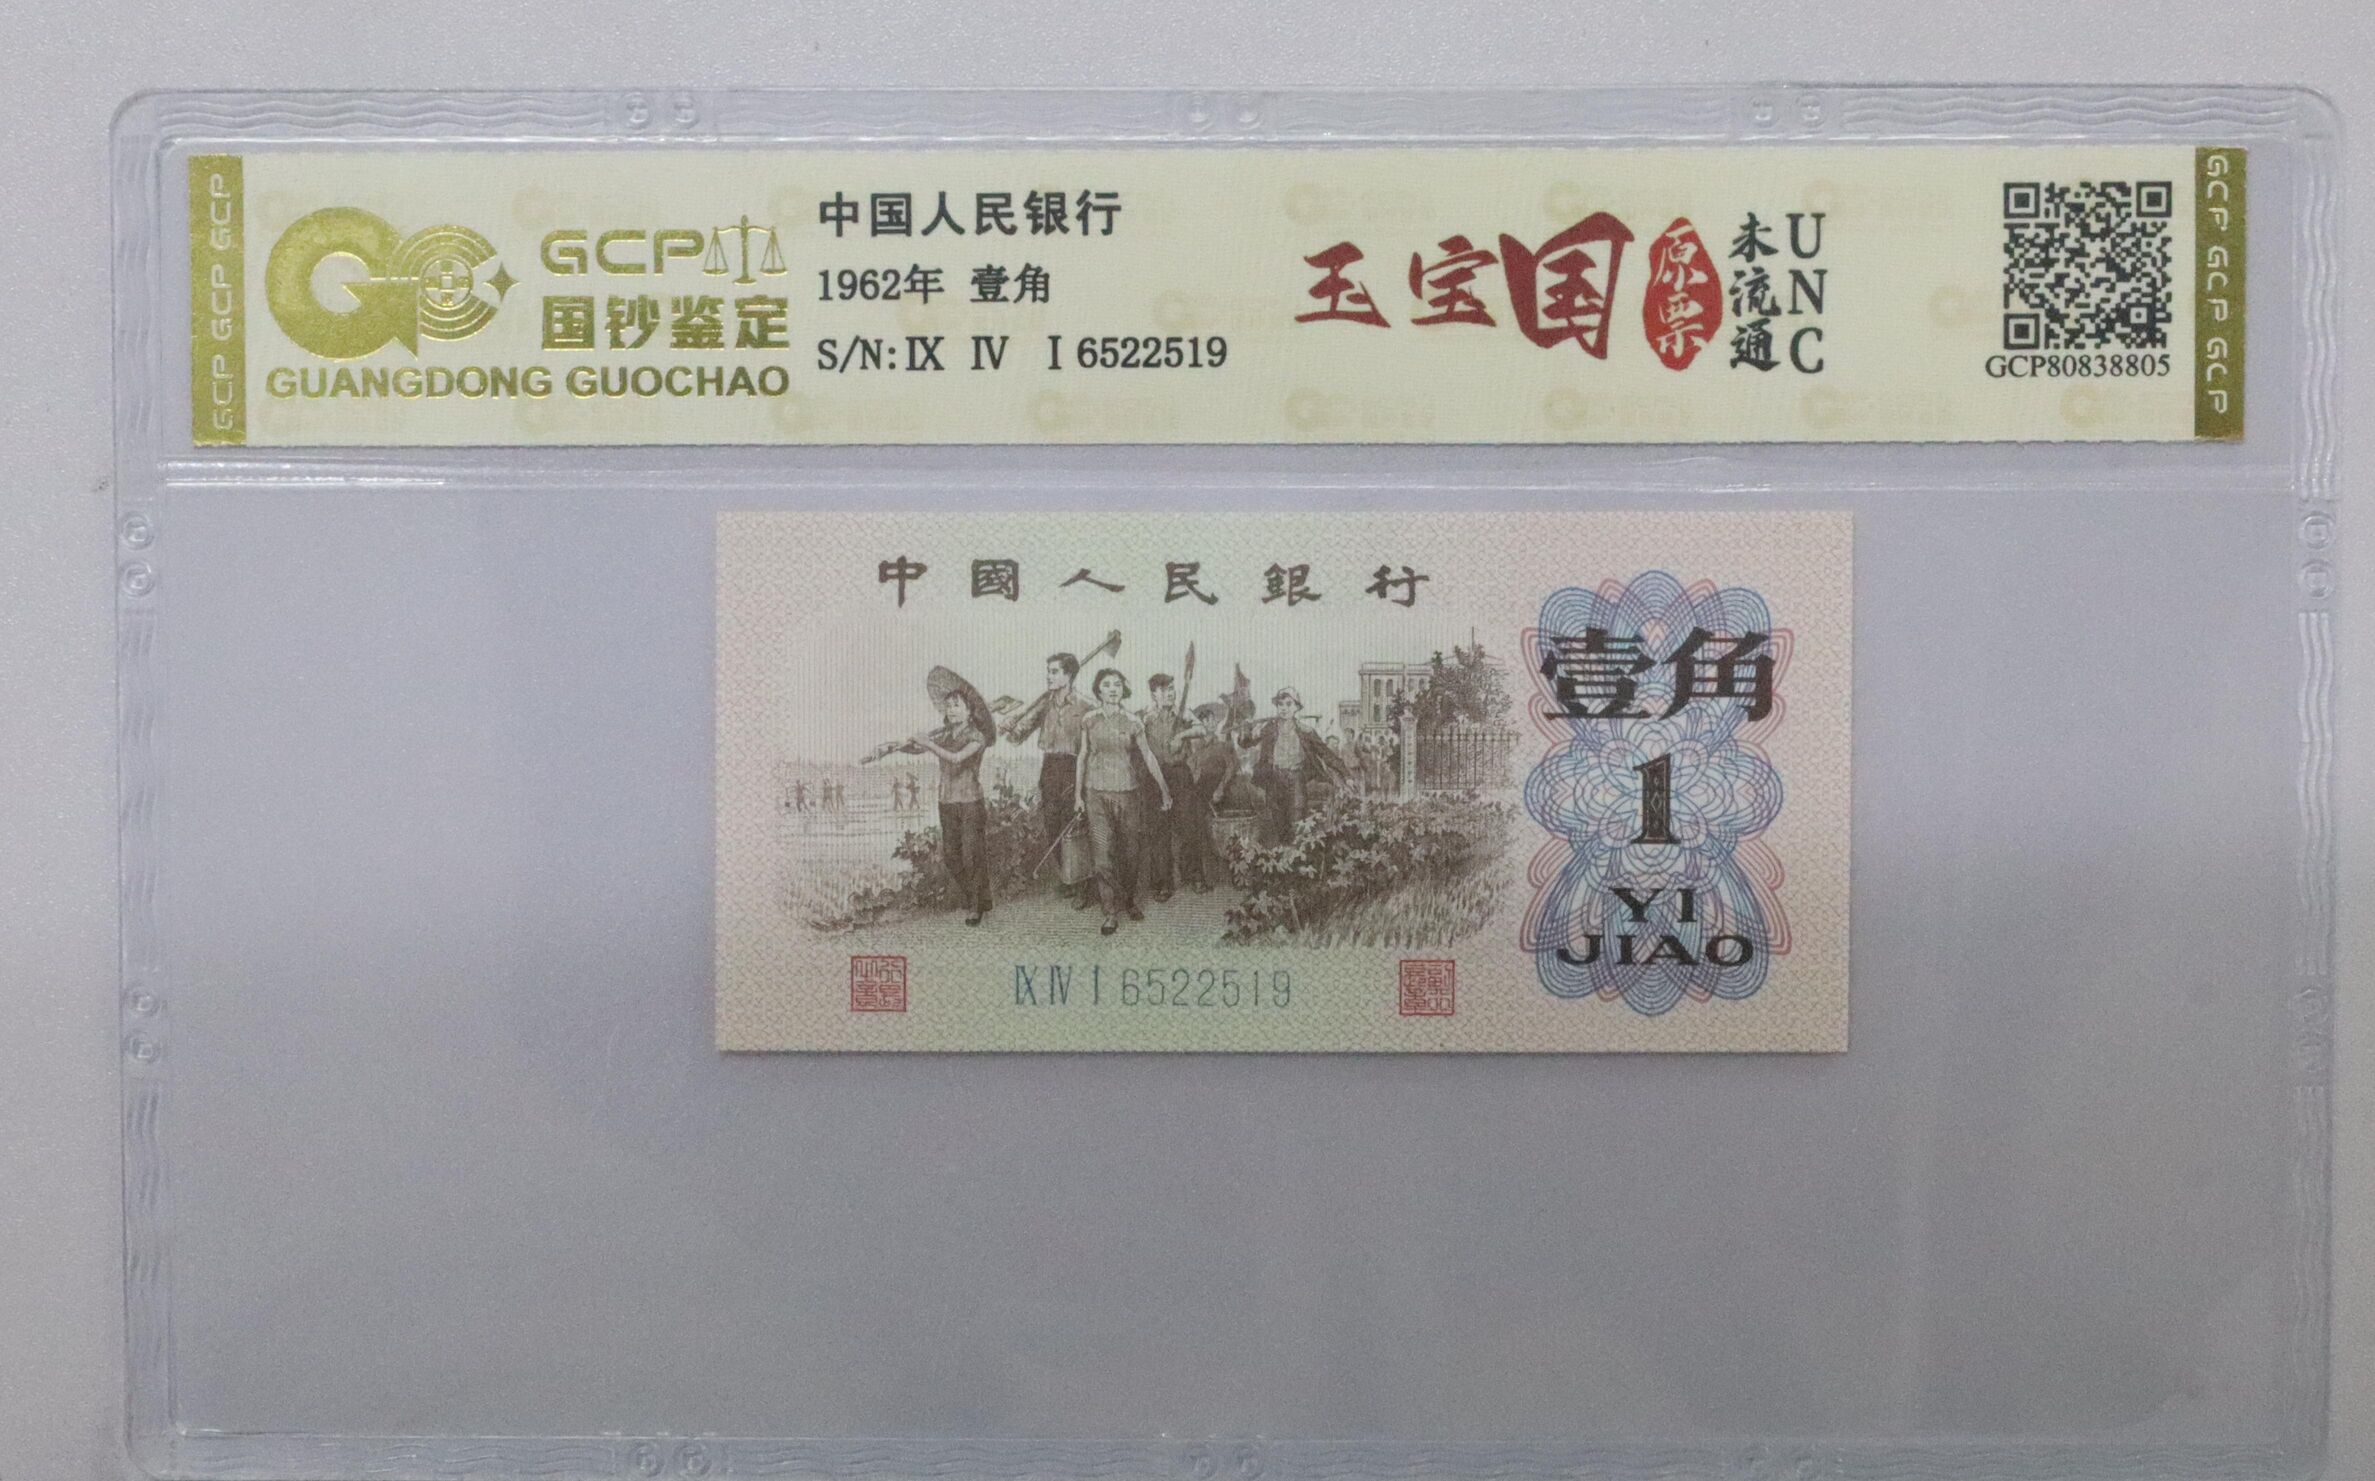 GCP GCP GCP
GCP
国钞鉴定
GUANGDONG GUOCHAO
中国人民银行
1962年 壹角
S/N: Ⅸ Ⅳ Ⅰ 6522519
玉宝国
原票
未流通
UNC
GCP80838805
GCP GCP GCP
中國人民銀行
壹角
1
YI
JIAO
Ⅸ Ⅳ Ⅰ 6522519